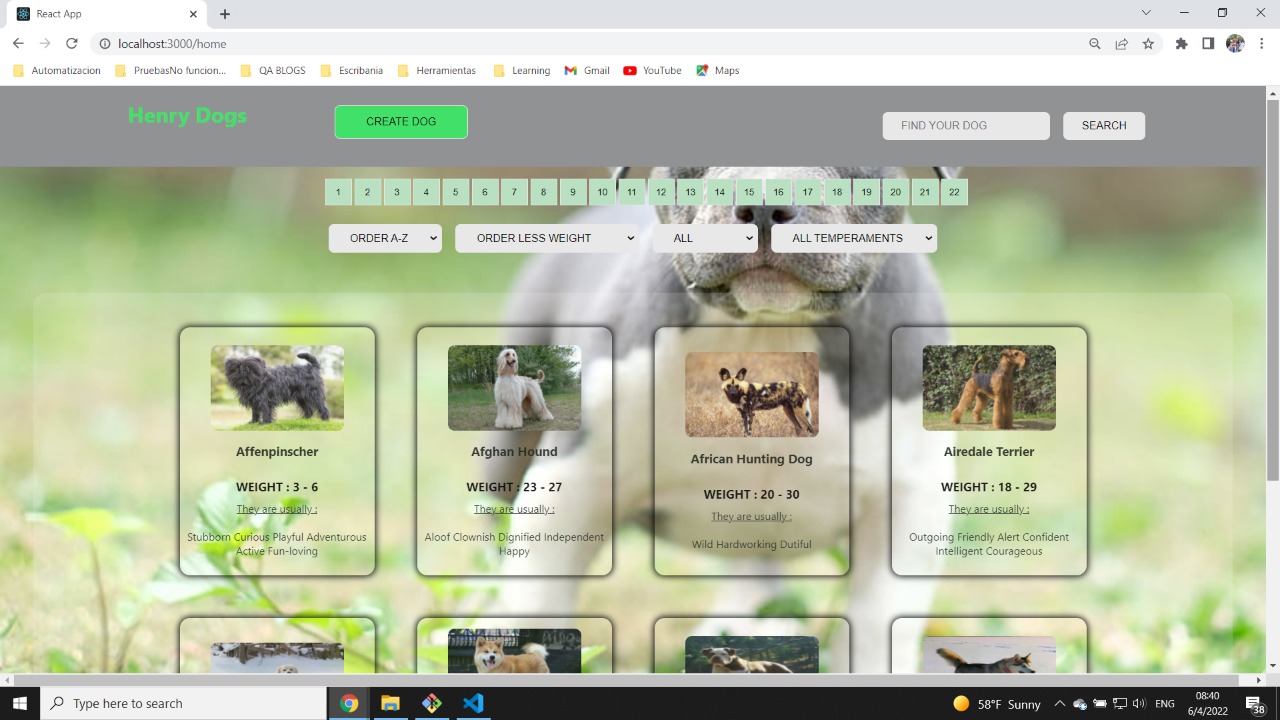 React App
localhost:3000/home
Automatizacion PruebasNo funcion... QA BLOGS Escribania Herramientas Learning Gmail YouTube Maps
Henry Dogs CREATE DOG FIND YOUR DOG SEARCH
1 2 3 4 5 6 7 8 9 10 11 12 13 14 15 16 17 18 19 20 21 22
ORDER A-Z ORDER LESS WEIGHT ALL ALL TEMPERAMENTS
Affenpinscher
WEIGHT : 3 - 6
They are usually :
Stubborn Curious Playful Adventurous
Active Fun-loving
Afghan Hound
WEIGHT : 23 - 27
They are usually :
Aloof Clownish Dignified Independent
Happy
African Hunting Dog
WEIGHT : 20 - 30
They are usually :
Wild Hardworking Dutiful
Airedale Terrier
WEIGHT : 18 - 29
They are usually :
Outgoing Friendly Alert Confident
Intelligent Courageous
Type here to search
58°F Sunny
ENG
08:40
6/4/2022
38